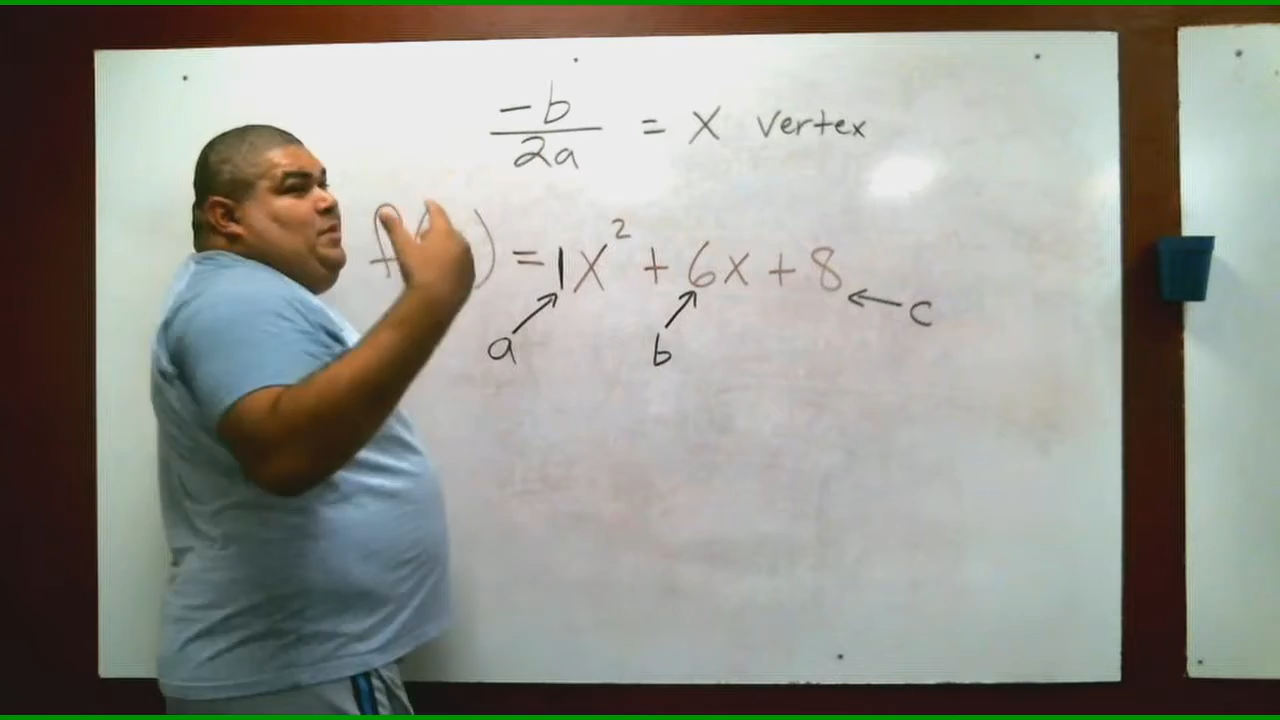 -b
2a = X vertex
f( ) = 1x² + 6x + 8
a b c